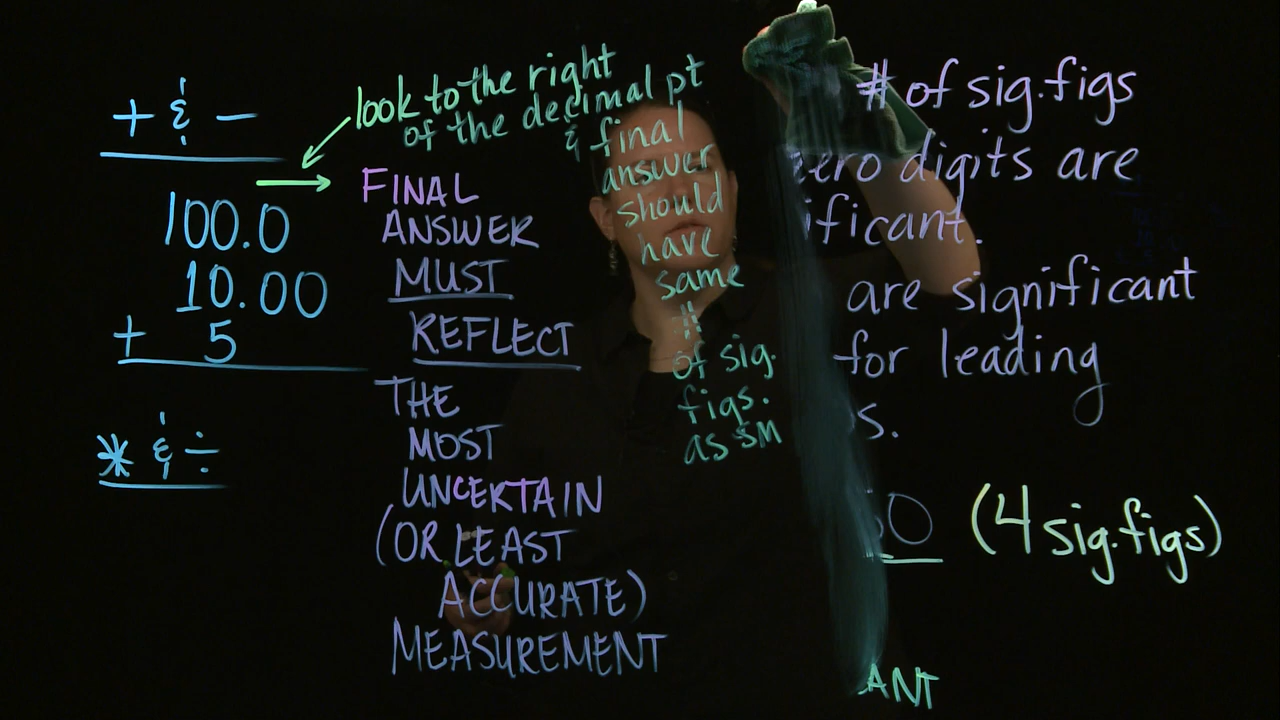 + & −
100.0
10.00
+ 5
* & ÷
look to the right
of the decimal pt
& final
answer
should
have
same
#
of sig.
figs.
as
FINAL
ANSWER
MUST
REFLECT
THE
MOST
UNCERTAIN
(OR LEAST
ACCURATE)
MEASUREMENT
# of sig.figs
zero digits are
ificant.
are significant
for leading
s.
0 (4 sig.figs)
ANT